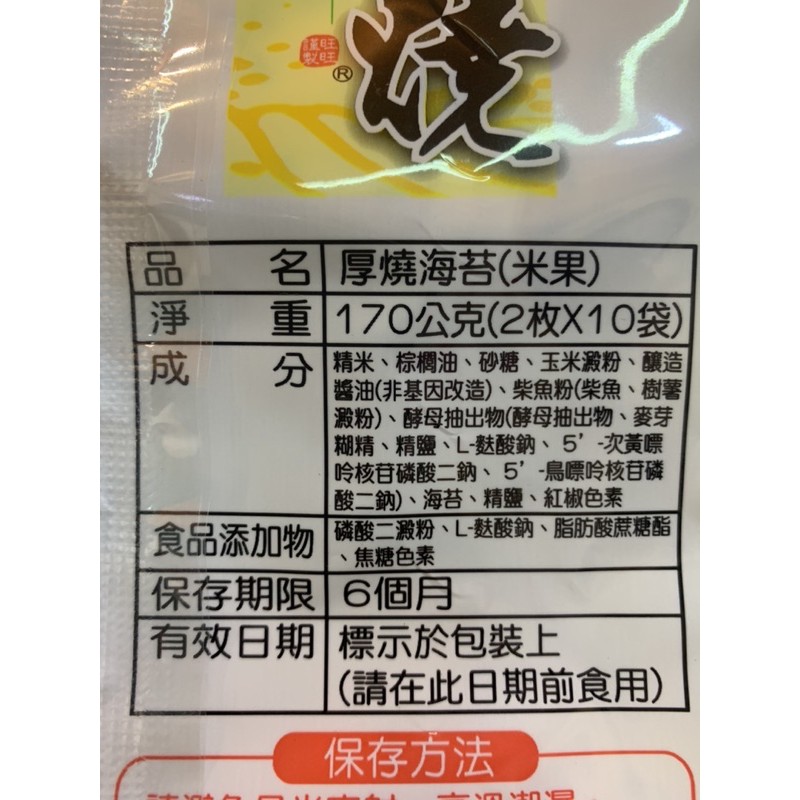 燒
旺旺
謹製
®
品名 厚燒海苔(米果)
淨重 170公克(2枚X10袋)
成分 精米、棕櫚油、砂糖、玉米澱粉、釀造
醬油(非基因改造)、柴魚粉(柴魚、樹薯
澱粉)、酵母抽出物(酵母抽出物、麥芽
糊精、精鹽、L-麩酸鈉、5’-次黃嘌
呤核苷磷酸二鈉、5’-鳥嘌呤核苷磷
酸二鈉)、海苔、精鹽、紅椒色素
食品添加物 磷酸二澱粉、L-麩酸鈉、脂肪酸蔗糖酯
、焦糖色素
保存期限 6個月
有效日期 標示於包裝上
(請在此日期前食用)
保存方法